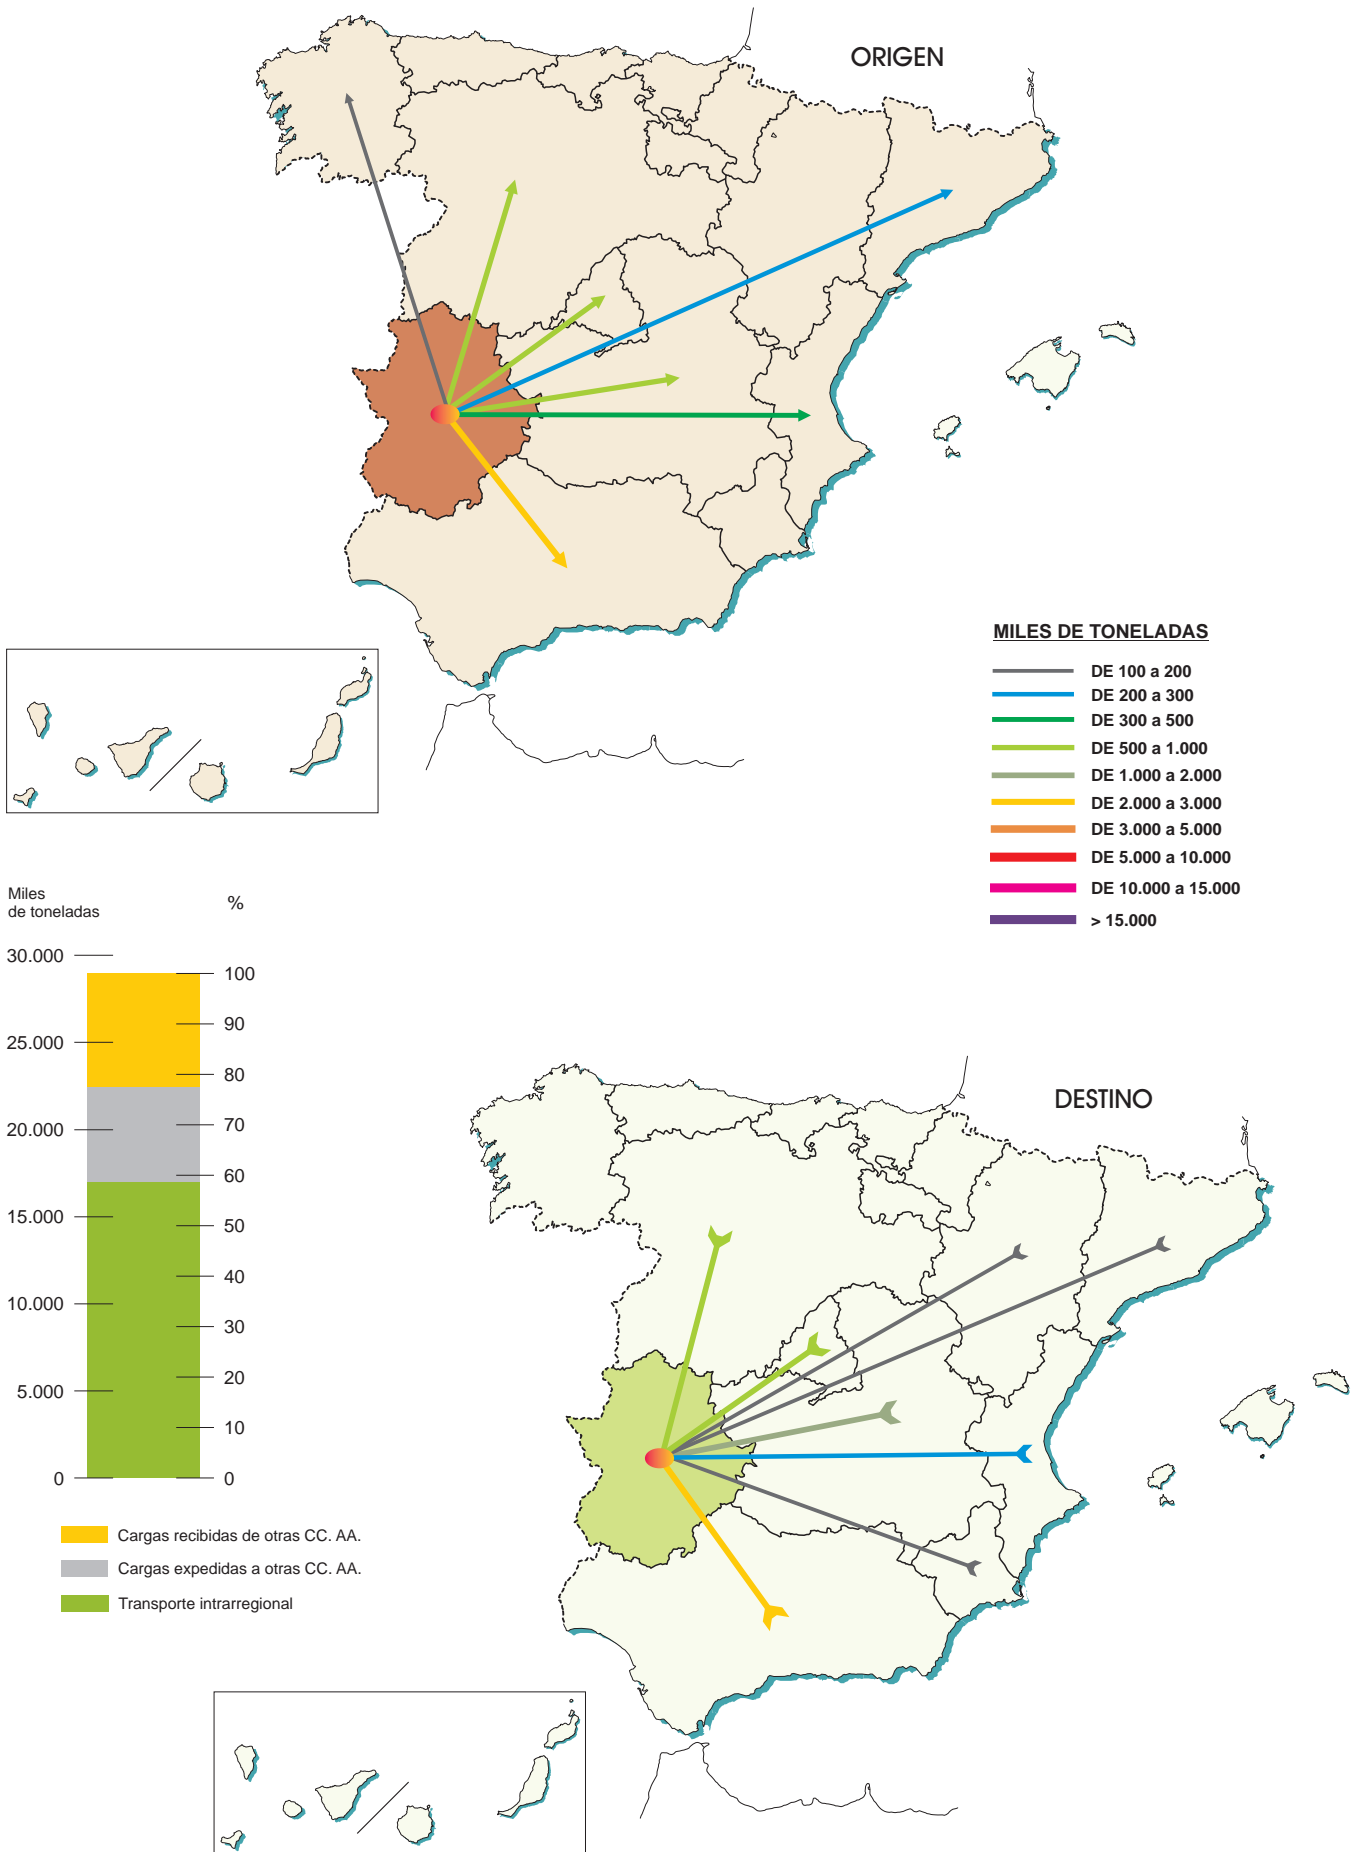 ORIGEN
MILES DE TONELADAS
DE 100 a 200
DE 200 a 300
DE 300 a 500
DE 500 a 1.000
DE 1.000 a 2.000
DE 2.000 a 3.000
DE 3.000 a 5.000
DE 5.000 a 10.000
DE 10.000 a 15.000
> 15.000
Miles
de toneladas
%
30.000
25.000
20.000
15.000
10.000
5.000
0
100
90
80
70
60
50
40
30
20
10
0
Cargas recibidas de otras CC. AA.
Cargas expedidas a otras CC. AA.
Transporte intrarregional
DESTINO